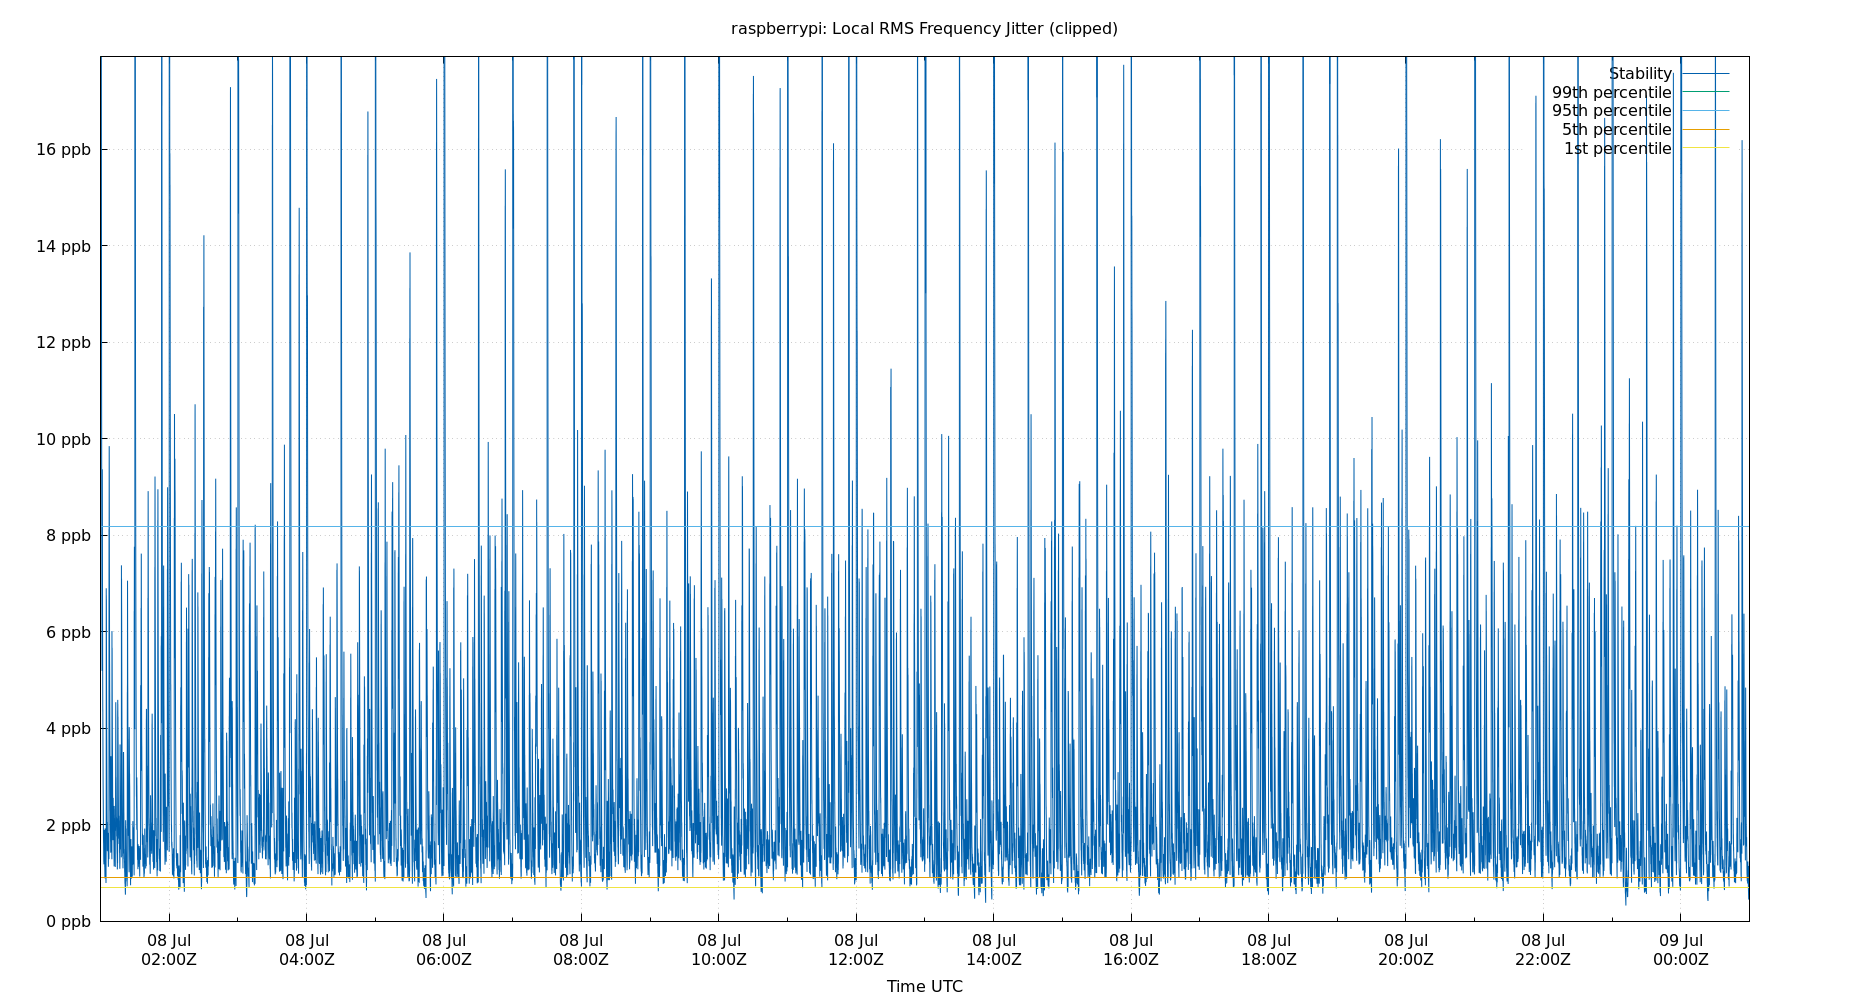 raspberrypi: Local RMS Frequency Jitter (clipped)
Stability
99th percentile
95th percentile
5th percentile
1st percentile
16 ppb
14 ppb
12 ppb
10 ppb
8 ppb
6 ppb
4 ppb
2 ppb
0 ppb
08 Jul 08 Jul 08 Jul 08 Jul 08 Jul 08 Jul 08 Jul 08 Jul 08 Jul 08 Jul 08 Jul 09 Jul
02:00Z 04:00Z 06:00Z 08:00Z 10:00Z 12:00Z 14:00Z 16:00Z 18:00Z 20:00Z 22:00Z 00:00Z
Time UTC